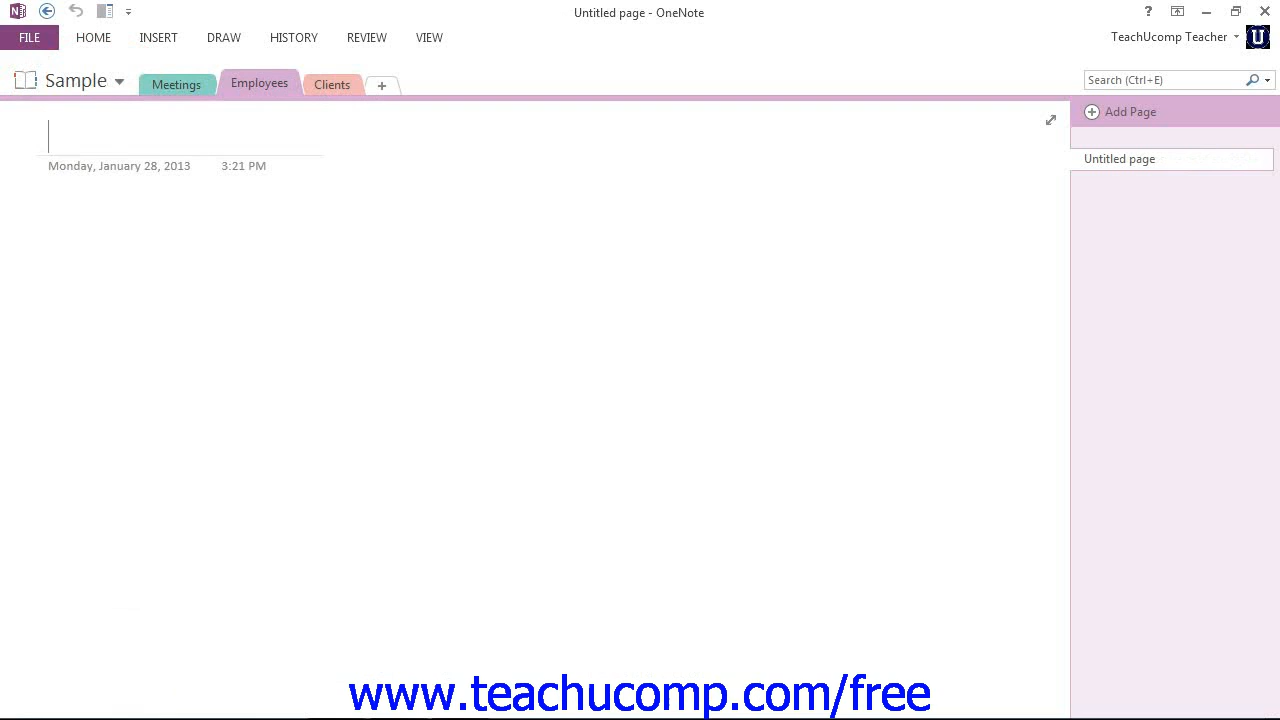 Untitled page - OneNote
?
FILE HOME INSERT DRAW HISTORY REVIEW VIEW
TeachUcomp Teacher
U
Sample
Meetings Employees Clients +
Search (Ctrl+E)
Add Page
Untitled page
Monday, January 28, 2013 3:21 PM
www.teachucomp.com/free